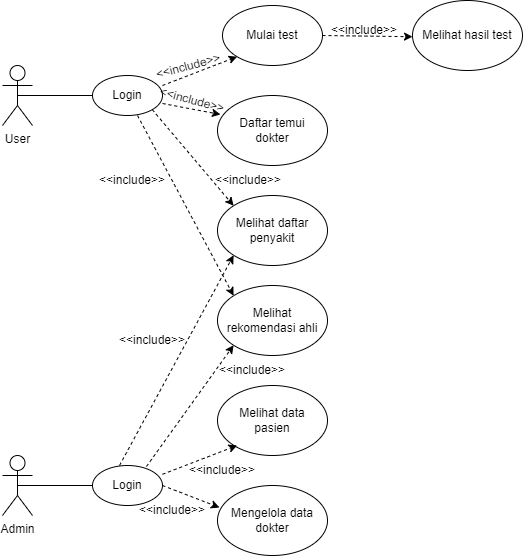 Mulai test
<<include>>
Melihat hasil test
<<include>>
Login
<<include>>
User
Daftar temui
dokter
<<include>>
<<include>>
Melihat daftar
penyakit
Melihat
rekomendasi ahli
<<include>>
<<include>>
Melihat data
pasien
<<include>>
Login
<<include>>
Admin
Mengelola data
dokter